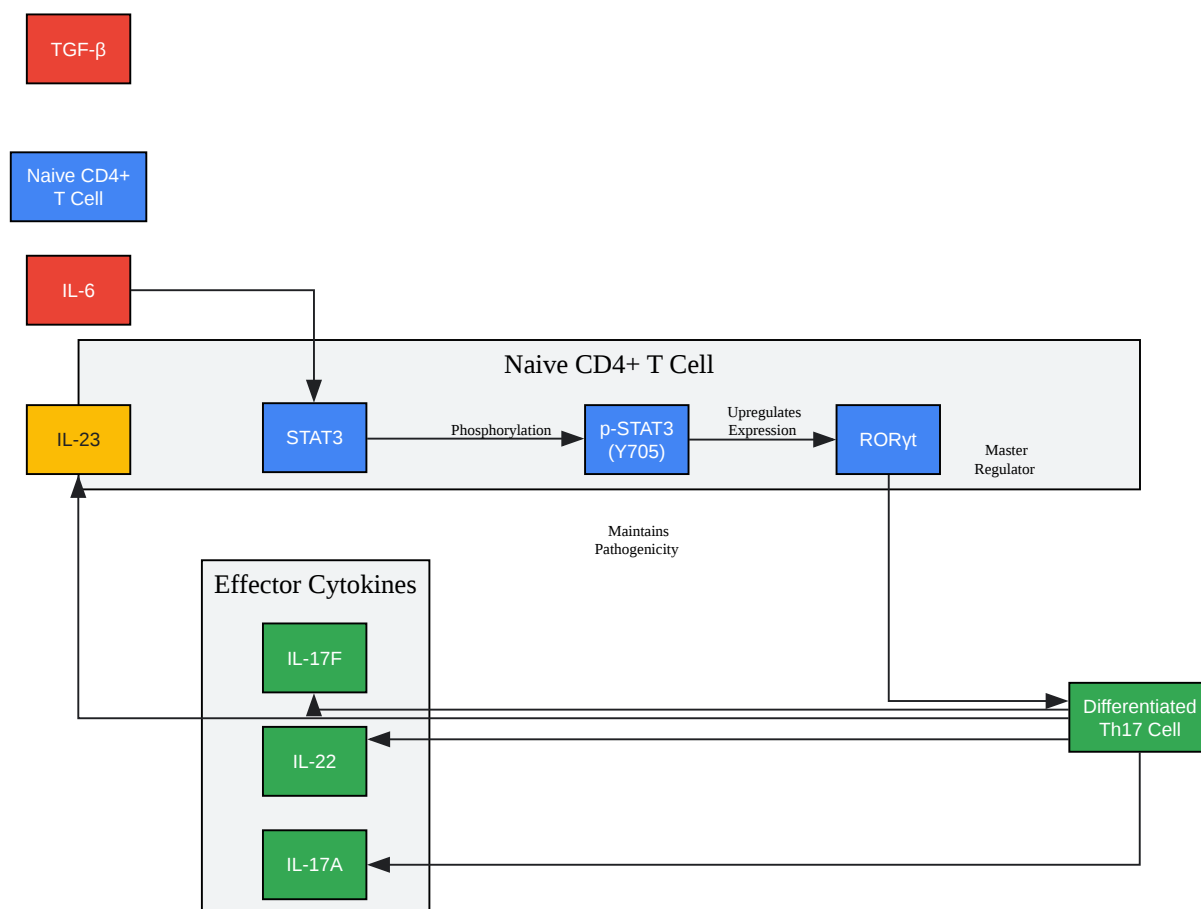 TGF-β
Naive CD4+
T Cell
IL-6
Naive CD4+ T Cell
IL-23
STAT3
Phosphorylation
p-STAT3
(Y705)
Upregulates
Expression
RORγt
Master
Regulator
Maintains
Pathogenicity
Effector Cytokines
IL-17F
IL-22
IL-17A
Differentiated
Th17 Cell